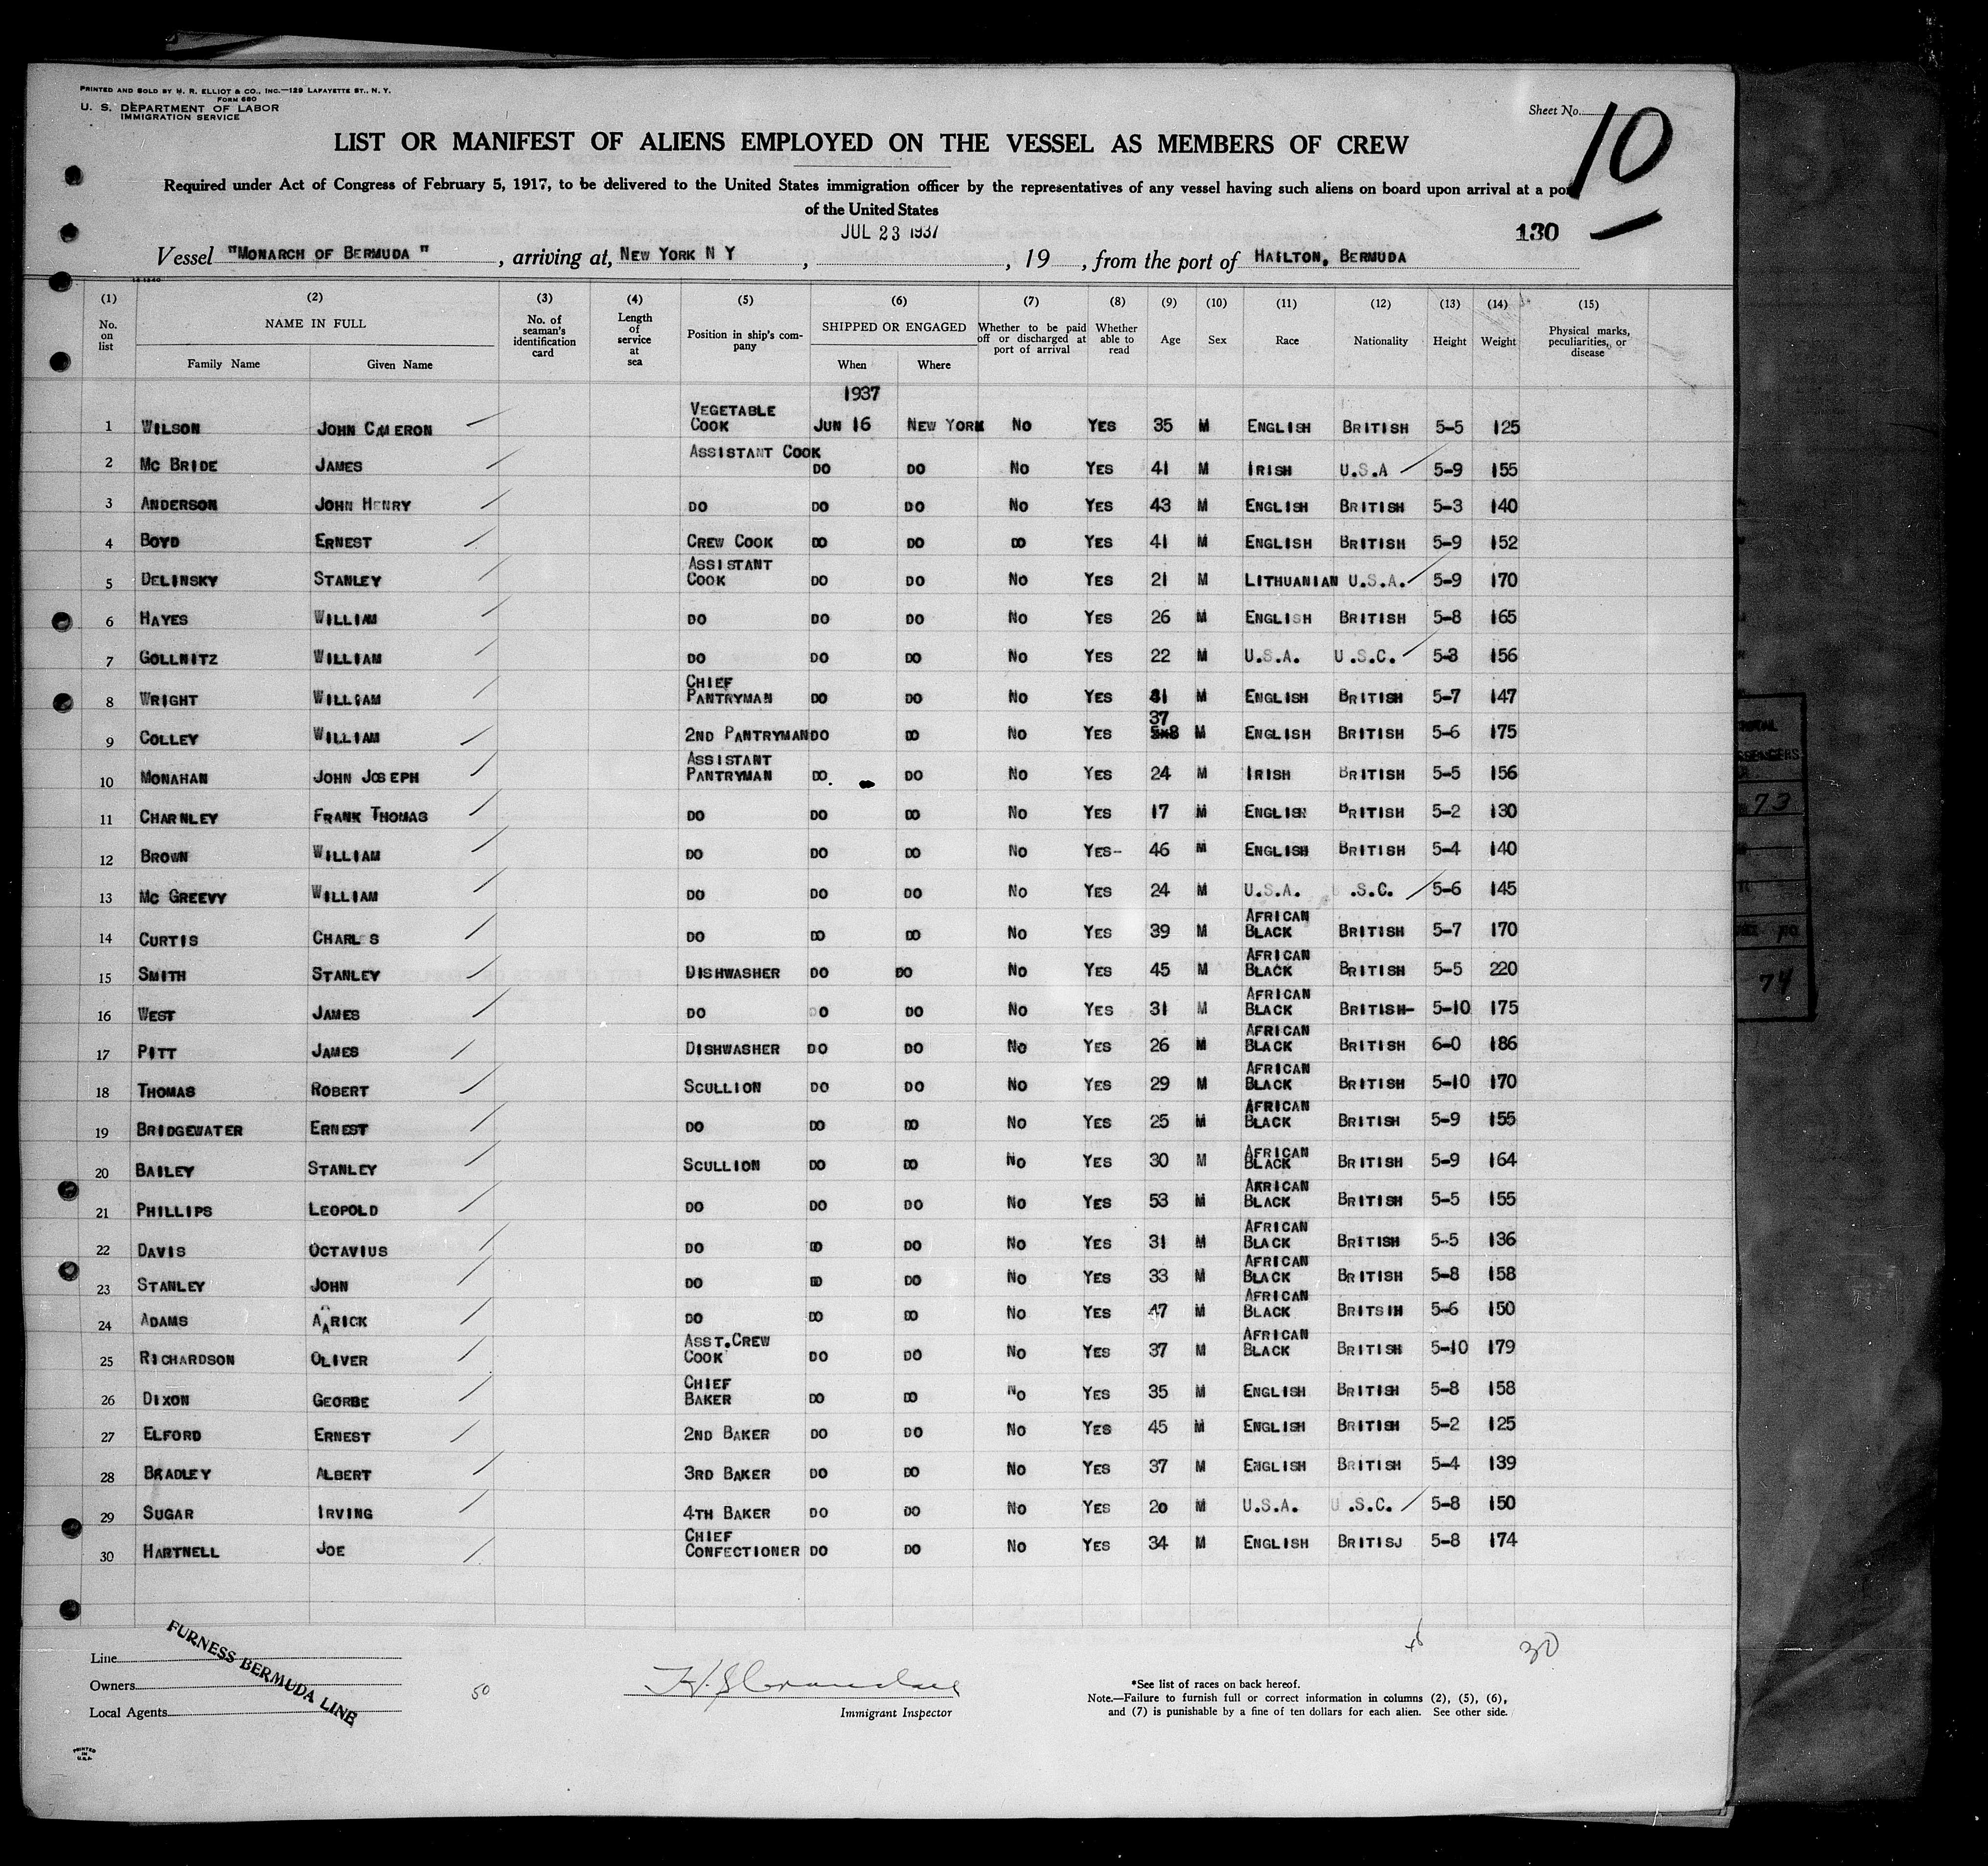 PRINTED AND SOLD BY M. R. ELLIOT & CO., INC.—129 LAFAYETTE ST., N. Y.
FORM 680
U. S. DEPARTMENT OF LABOR
IMMIGRATION SERVICE
Sheet No. 10
LIST OR MANIFEST OF ALIENS EMPLOYED ON THE VESSEL AS MEMBERS OF CREW
Required under Act of Congress of February 5, 1917, to be delivered to the United States immigration officer by the representatives of any vessel having such aliens on board upon arrival at a port
of the United States
JUL 23 1937
130
Vessel "MONARCH OF BERMUDA", arriving at, NEW YORK N Y, , 19 , from the port of HAILTON, BERMUDA
(1) (2) (3) (4) (5) (6) (7) (8) (9) (10) (11) (12) (13) (14) (15)
No. on list NAME IN FULL Family Name Given Name No. of seaman's identification card Length of service at sea Position in ship's company SHIPPED OR ENGAGED When Where Whether to be paid off or discharged at port of arrival Whether able to read Age Sex Race Nationality Height Weight Physical marks, peculiarities, or disease
1937
1 WILSON JOHN CAMERON VEGETABLE COOK JUN 16 NEW YORK NO YES 35 M ENGLISH BRITISH 5-5 125
2 MC BRIDE JAMES ASSISTANT COOK DO DO NO YES 41 M IRISH U.S.A 5-9 155
3 ANDERSON JOHN HENRY DO DO DO NO YES 43 M ENGLISH BRITISH 5-3 140
4 BOYD ERNEST CREW COOK DO DO DO YES 41 M ENGLISH BRITISH 5-9 152
5 DELINSKY STANLEY ASSISTANT COOK DO DO NO YES 21 M LITHUANIAN U.S.A. 5-9 170
6 HAYES WILLIAM DO DO DO NO YES 26 M ENGLISH BRITISH 5-8 165
7 GOLLNITZ WILLIAM DO DO DO NO YES 22 M U.S.A. U.S.C. 5-8 156
8 WRIGHT WILLIAM CHIEF PANTRYMAN DO DO NO YES 31 M ENGLISH BRITISH 5-7 147
9 COLLEY WILLIAM 2ND PANTRYMAN DO DO NO YES 37 M ENGLISH BRITISH 5-6 175
10 MONAHAN JOHN JOSEPH ASSISTANT PANTRYMAN DO DO NO YES 24 M IRISH BRITISH 5-5 156
11 CHARNLEY FRANK THOMAS DO DO DO NO YES 17 M ENGLISH BRITISH 5-2 130
12 BROWN WILLIAM DO DO DO NO YES- 46 M ENGLISH BRITISH 5-4 140
13 MC GREEVY WILLIAM DO DO DO NO YES 24 M U.S.A. .S.C. 5-6 145
14 CURTIS CHARL S DO DO DO NO YES 39 M AFRICAN BLACK BRITISH 5-7 170
15 SMITH STANLEY DISHWASHER DO DO NO YES 45 M AFRICAN BLACK BRITISH 5-5 220
16 WEST JAMES DO DO DO NO YES 31 M AFRICAN BLACK BRITISH- 5-10 175
17 PITT JAMES DISHWASHER DO DO NO YES 26 M AFRICAN BLACK BRITISH 6-0 186
18 THOMAS ROBERT SCULLION DO DO NO YES 29 M AFRICAN BLACK BRITISH 5-10 170
19 BRIDGEWATER ERNEST DO DO DO NO YES 25 M AFRICAN BLACK BRITISH 5-9 155
20 BAILEY STANLEY SCULLION DO DO NO YES 30 M AFRICAN BLACK BRITISH 5-9 164
21 PHILLIPS LEOPOLD DO DO DO NO YES 53 M AKRICAN BLACK BRITISH 5-5 155
22 DAVIS OCTAVIUS DO DO DO NO YES 31 M AFRICAN BLACK BRITISH 5-5 136
23 STANLEY JOHN DO DO DO NO YES 33 M AFRICAN BLACK BRITISH 5-8 158
24 ADAMS AARICK DO DO DO NO YES 47 M AFRICAN BLACK BRITSIH 5-6 150
25 RICHARDSON OLIVER ASST.CREW COOK DO DO NO YES 37 M AFRICAN BLACK BRITISH 5-10 179
26 DIXON GEORBE CHIEF BAKER DO DO NO YES 35 M ENGLISH BRITISH 5-8 158
27 ELFORD ERNEST 2ND BAKER DO DO NO YES 45 M ENGLISH BRITISH 5-2 125
28 BRADLEY ALBERT 3RD BAKER DO DO NO YES 37 M ENGLISH BRITISH 5-4 139
29 SUGAR IRVING 4TH BAKER DO DO NO YES 20 M U.S.A. U.S.C. 5-8 150
30 HARTNELL JOE CHIEF CONFECTIONER DO DO NO YES 34 M ENGLISH BRITISJ 5-8 174
30
Line
Owners
Local Agents
FURNESS BERMUDA LINE
50
Immigrant Inspector
*See list of races on back hereof.
Note.—Failure to furnish full or correct information in columns (2), (5), (6),
and (7) is punishable by a fine of ten dollars for each alien. See other side.
PRINTED
IN
U.S.A.
73
74